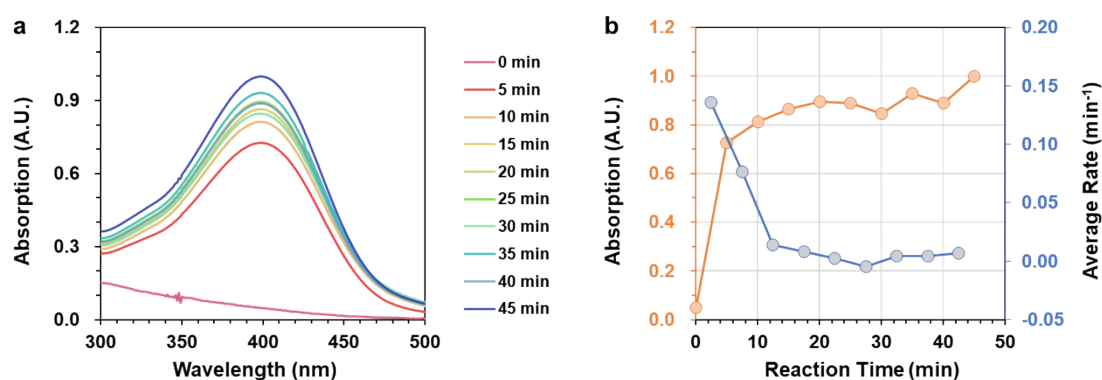 a
1.2
0.9
0.6
0.3
0.0
Absorption (A.U.)
300
350
400
450
500
Wavelength (nm)
0 min
5 min
10 min
15 min
20 min
25 min
30 min
35 min
40 min
45 min
b
1.2
1.0
0.8
0.6
0.4
0.2
0.0
Absorption (A.U.)
0
10
20
30
40
50
Reaction Time (min)
0.20
0.15
0.10
0.05
0.00
-0.05
Average Rate (min⁻¹)